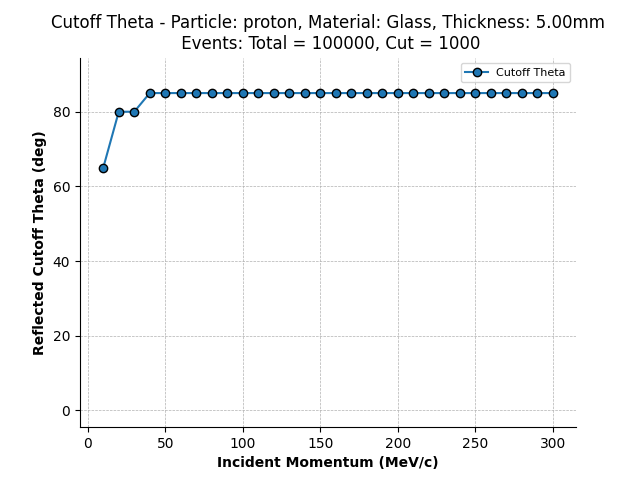 Cutoff Theta - Particle: proton, Material: Glass, Thickness: 5.00mm
Events: Total = 100000, Cut = 1000
Cutoff Theta
80
60
40
20
0
Reflected Cutoff Theta (deg)
0 50 100 150 200 250 300
Incident Momentum (MeV/c)